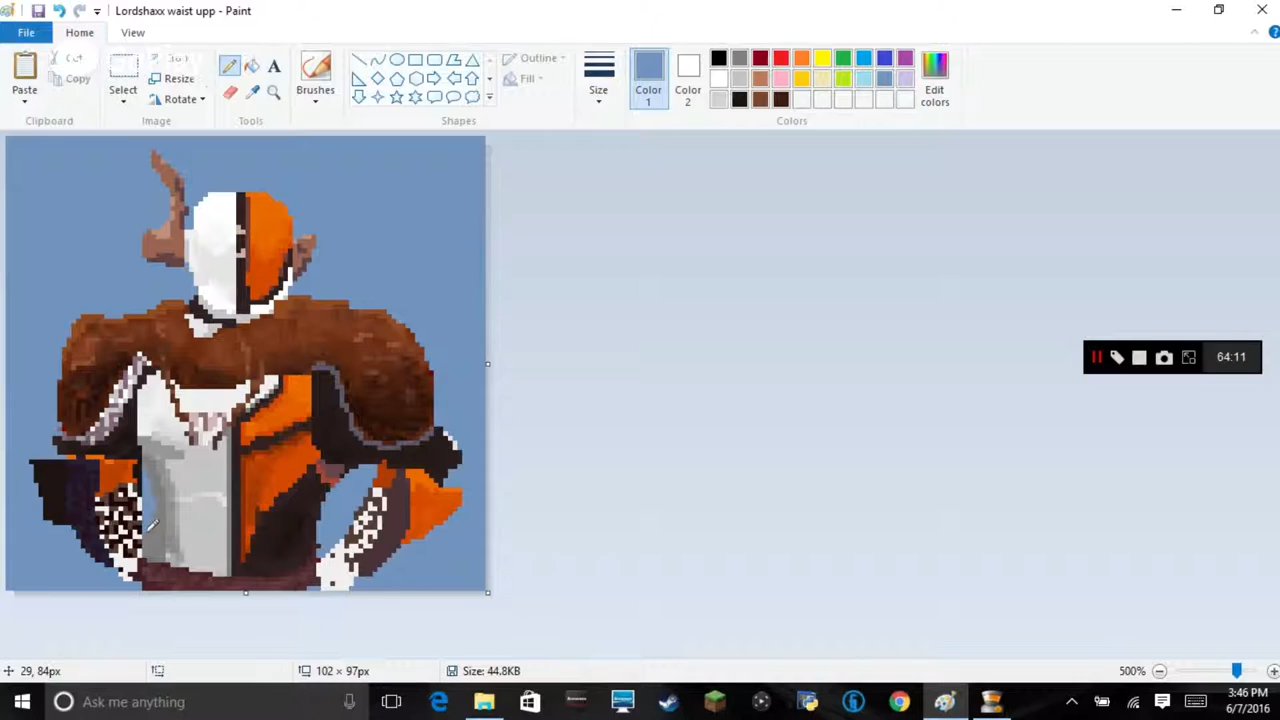 Lordshaxx waist upp - Paint
File
Home
View
Paste
Cut
Copy
Clipboard
Select
Crop
Resize
Rotate
Image
Tools
Brushes
Shapes
Outline
Fill
Size
Color 1
Color 2
Edit colors
Colors
64:11
29, 84px
102 × 97px
Size: 44.8KB
500%
Ask me anything
3:46 PM
6/7/2016